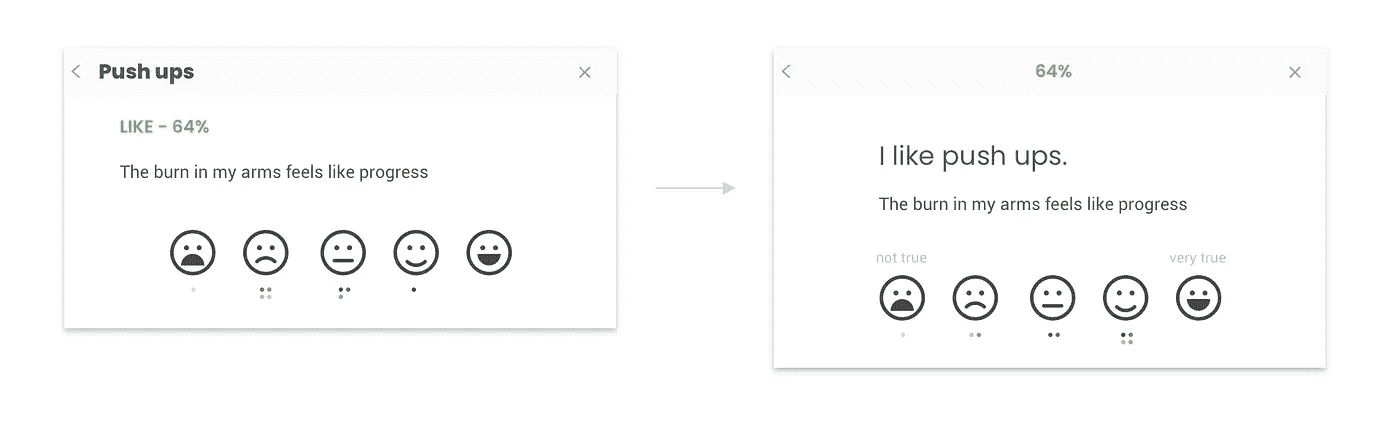 Push ups
LIKE – 64%
The burn in my arms feels like progress
64%
I like push ups.
The burn in my arms feels like progress
not true very true